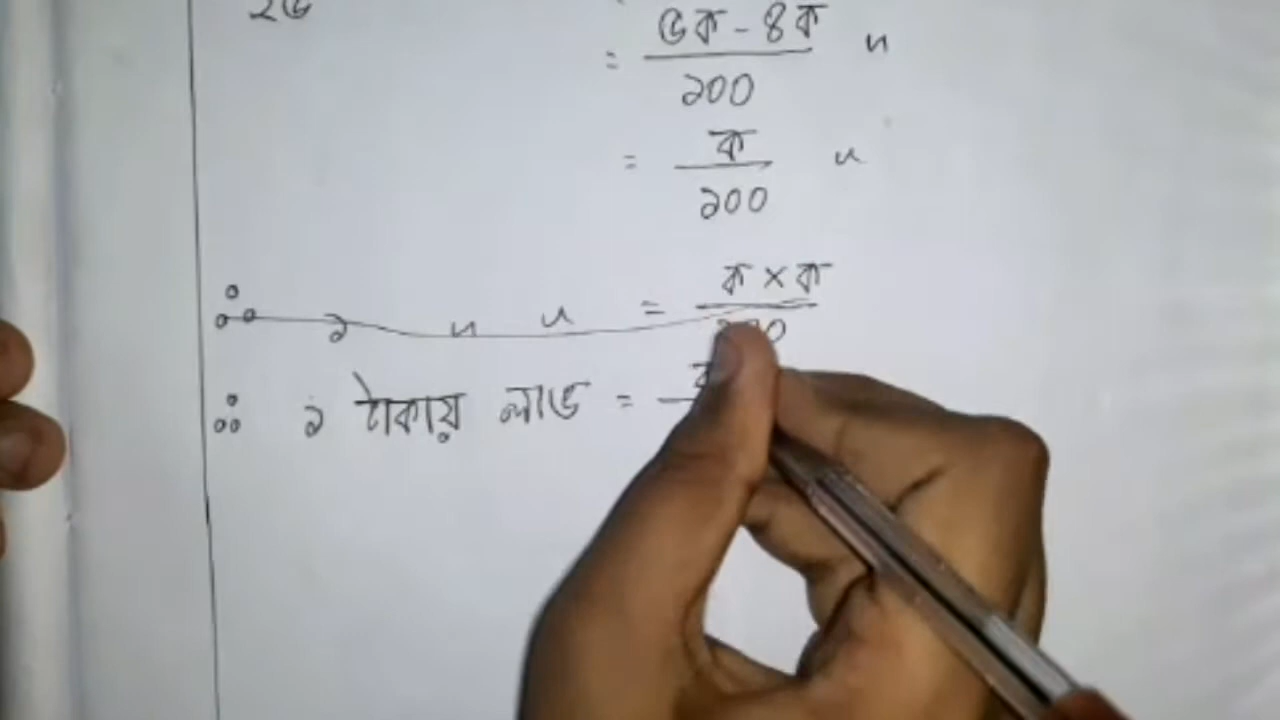 ২৫
= ৫ক - ৪ক / ১০০ "
= ক / ১০০ "
∴ ১ " " = ক × ক / ১০০
∴ ১ টাকায় লাভ =